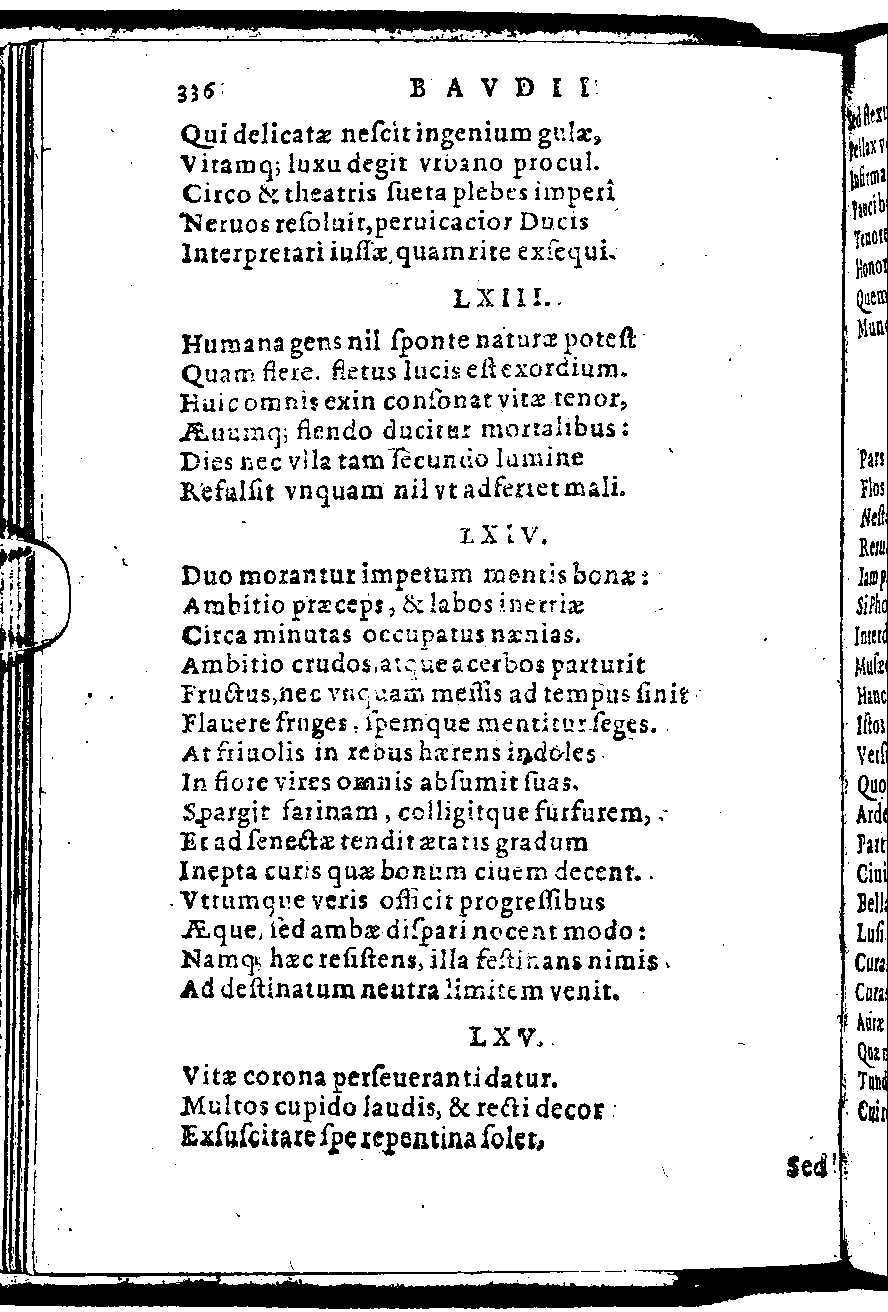 336 BAVDII
Qui delicatæ neſcit ingenium gulæ,
Vitamq; luxu degit vrbano procul.
Circo & theatris ſueta plebes imperî
Neruos reſoluit, peruicacior Ducis
Interpretari iuſſa, quam rite exſequi.
LXIII.
Humana gens nil ſponte naturæ poteſt
Quam flere. fletus lucis eſt exordium.
Huic omnis exin conſonat vitæ tenor,
Æuumq; flendo ducitur mortalibus:
Dies nec vlla tam ſecundo lumine
Refulſit vnquam nil vt adferret mali.
LXIV.
Duo morantur impetum mentis bonæ:
Ambitio præceps, & labos inertiæ
Circa minutas occupatus nænias.
Ambitio crudos, atque acerbos parturit
Fructus, nec vnquam meſſis ad tempus ſinit
Flauere fruges, ſpemque mentitur ſeges.
At friuolis in rebus hærens indoles
In flore vires omnis abſumit ſuas.
Spargit farinam, colligitque furfurem,
Et ad ſenectæ tendit ætatis gradum
Inepta curis quæ bonum ciuem decent.
Vtrumque veris officit progreſſibus
Æque, ſed ambæ diſpari nocent modo:
Namq; hæc reſiſtens, illa feſtinans nimis
Ad deſtinatum neutra limitem venit.
LXV.
Vitæ corona perſeueranti datur.
Multos cupido laudis, & recti decor
Exſuſcitare ſpe repentina ſolet,
Sed